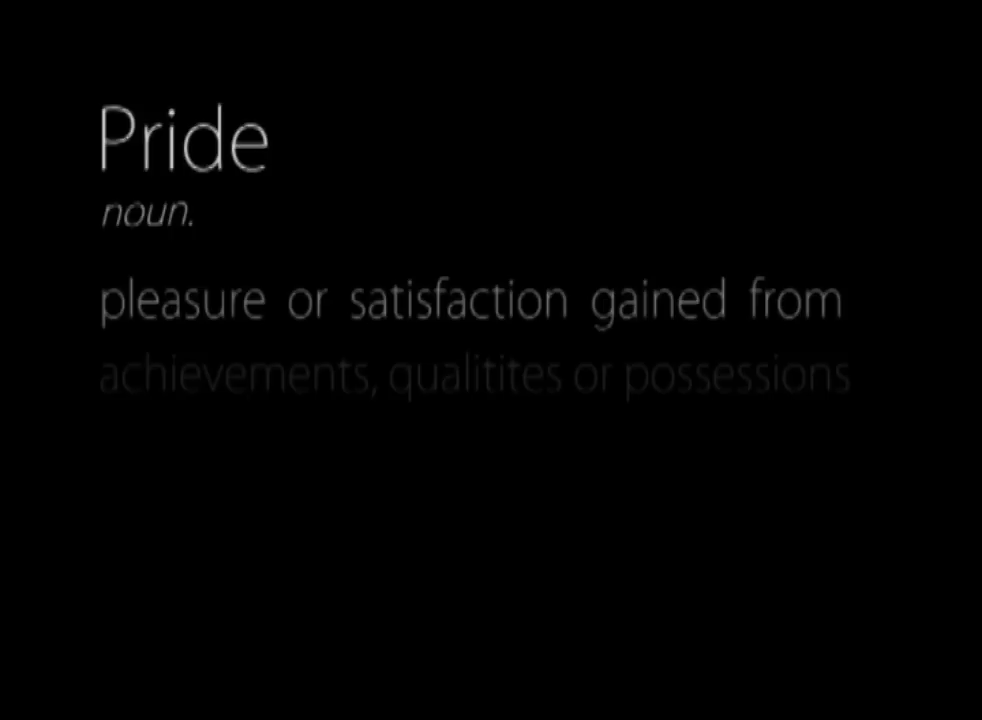 Pride
noun.
pleasure or satisfaction gained from
achievements, qualitites or possessions